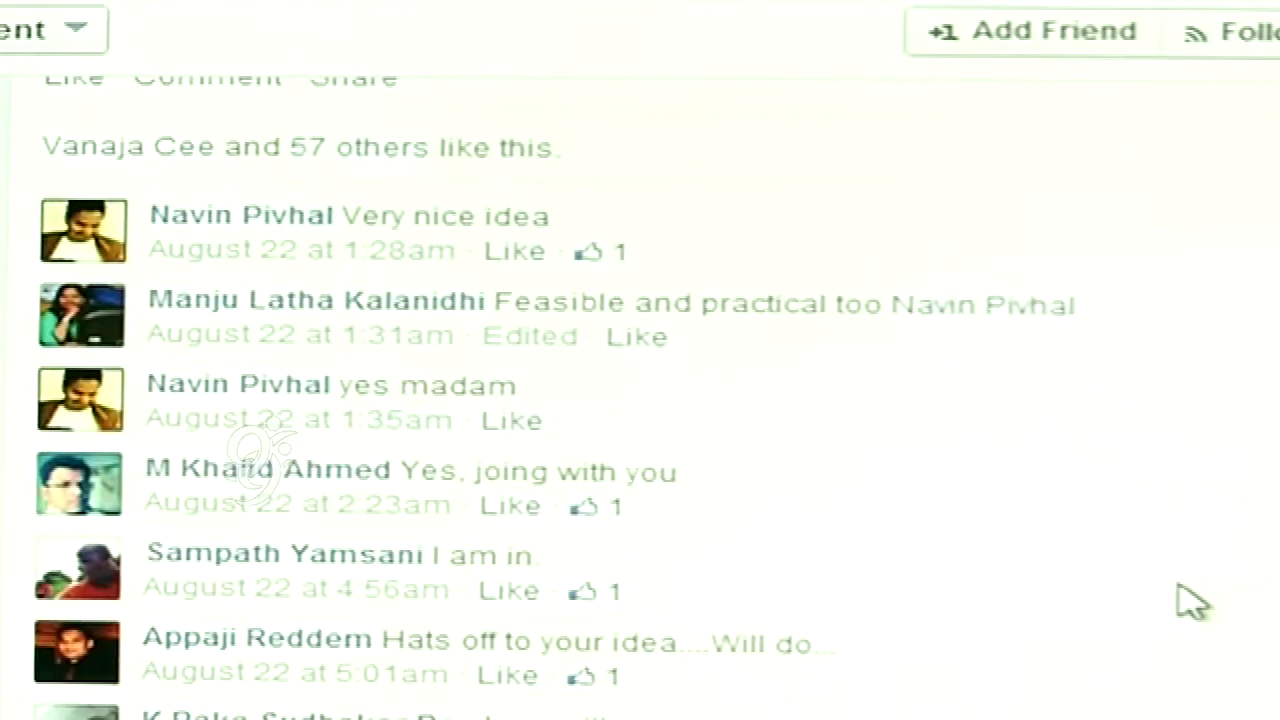 ent
+1 Add Friend
Like Comment Share
Vanaja Cee and 57 others like this.
Navin Pivhal Very nice idea
August 22 at 1:28am · Like · 1
Manju Latha Kalanidhi Feasible and practical too Navin Pivhal
August 22 at 1:31am · Edited · Like
Navin Pivhal yes madam
August 22 at 1:35am · Like
M Khalid Ahmed Yes, joing with you
August 22 at 2:23am · Like · 1
Sampath Yamsani I am in.
August 22 at 4:56am · Like · 1
Appaji Reddem Hats off to your idea....Will do...
August 22 at 5:01am · Like · 1